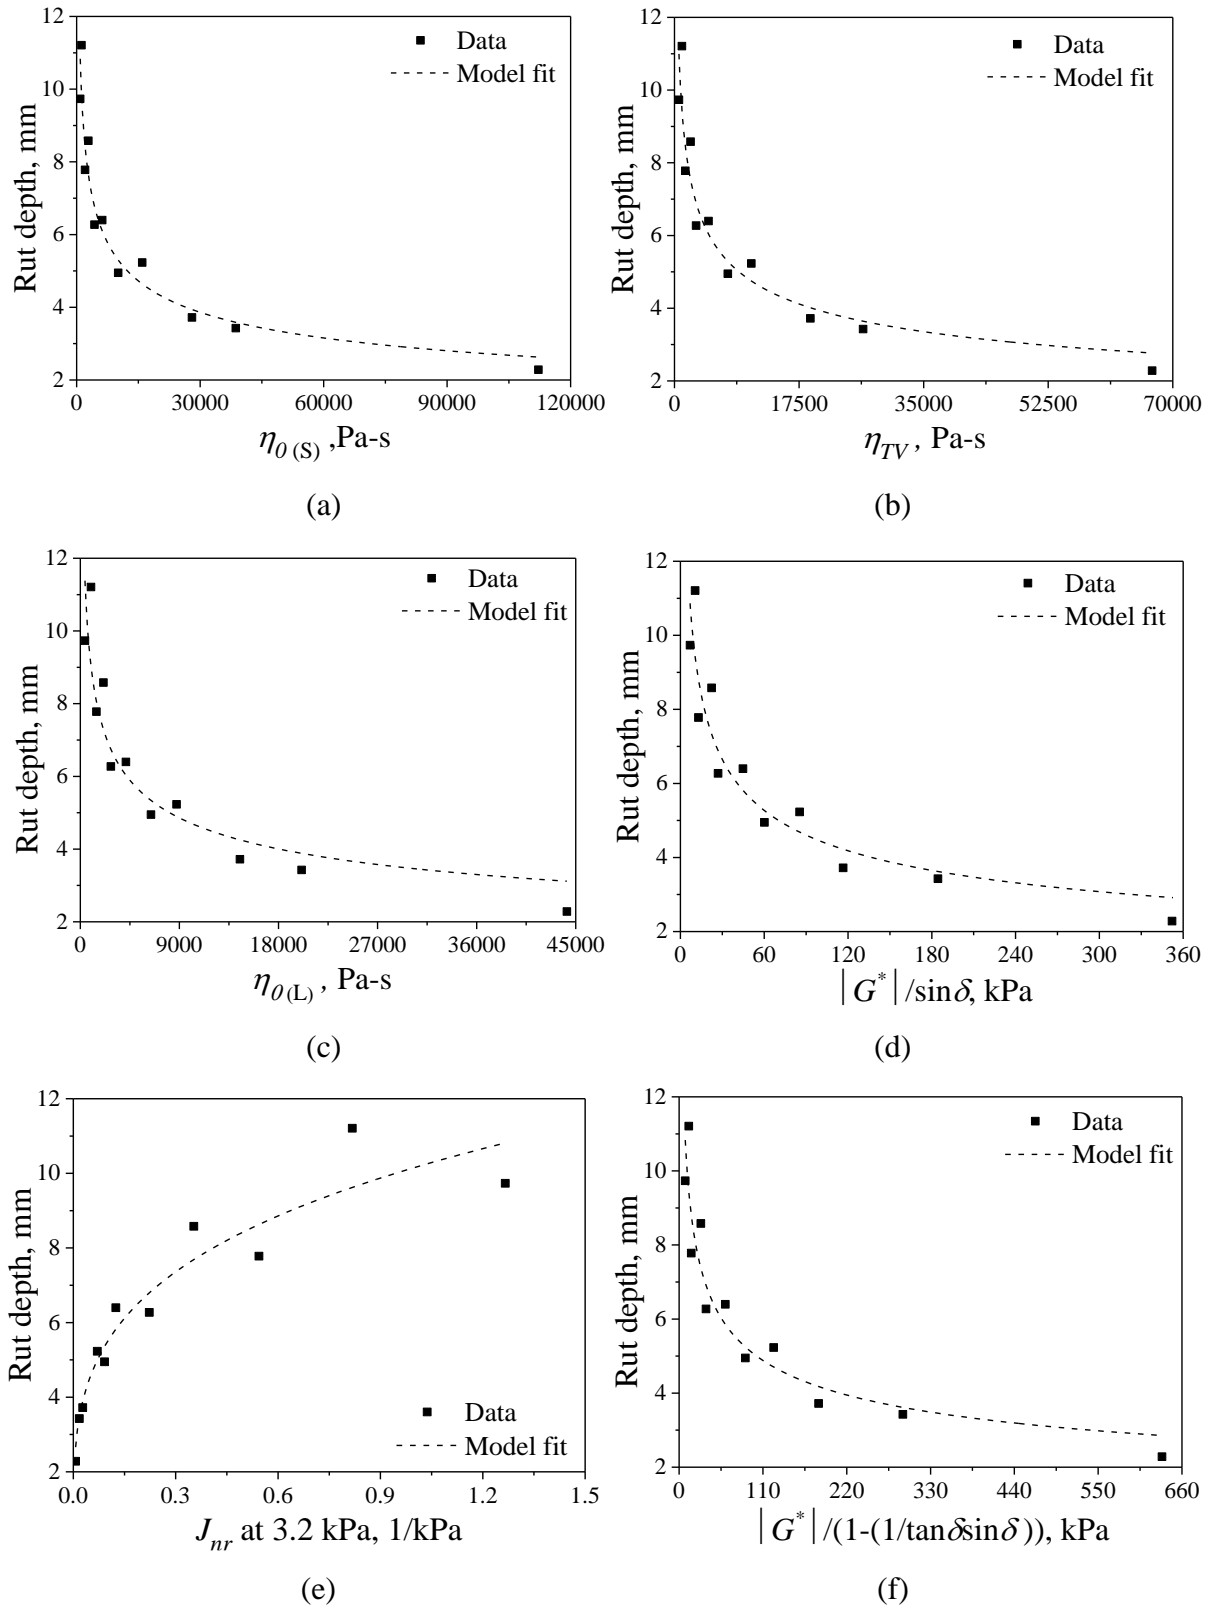 12
10
8
6
4
2
Rut depth, mm
Data
Model fit
0 30000 60000 90000 120000
η0 (S) ,Pa-s
(a)
12
10
8
6
4
2
Rut depth, mm
Data
Model fit
0 17500 35000 52500 70000
ηTV , Pa-s
(b)
12
10
8
6
4
2
Rut depth, mm
Data
Model fit
0 9000 18000 27000 36000 45000
η0(L) , Pa-s
(c)
12
10
8
6
4
2
Rut depth, mm
Data
Model fit
0 60 120 180 240 300 360
|G*|/sinδ, kPa
(d)
12
10
8
6
4
2
Rut depth, mm
Data
Model fit
0.0 0.3 0.6 0.9 1.2 1.5
Jnr at 3.2 kPa, 1/kPa
(e)
12
10
8
6
4
2
Rut depth, mm
Data
Model fit
0 110 220 330 440 550 660
|G*|/(1-(1/tanδsinδ)), kPa
(f)